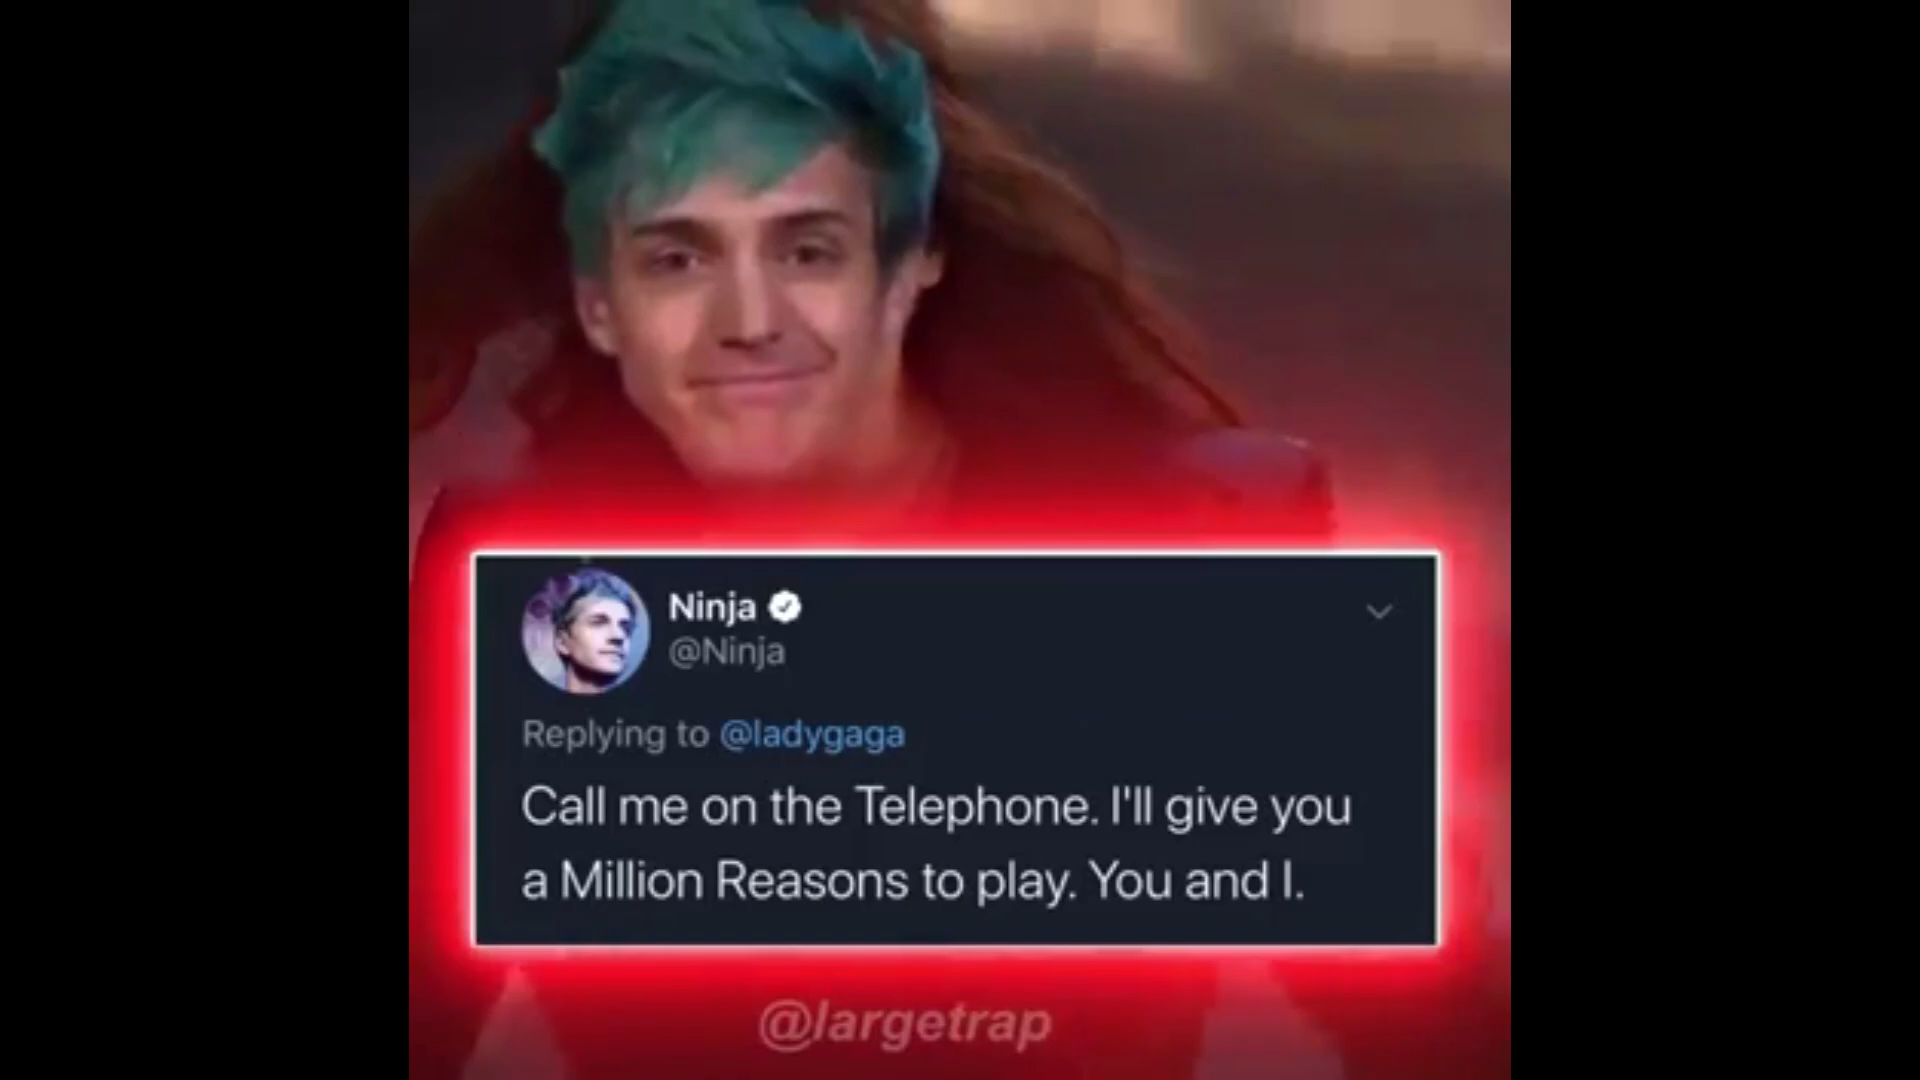 Ninja
@Ninja
Replying to @ladygaga
Call me on the Telephone. I'll give you
a Million Reasons to play. You and I.
@largetrap